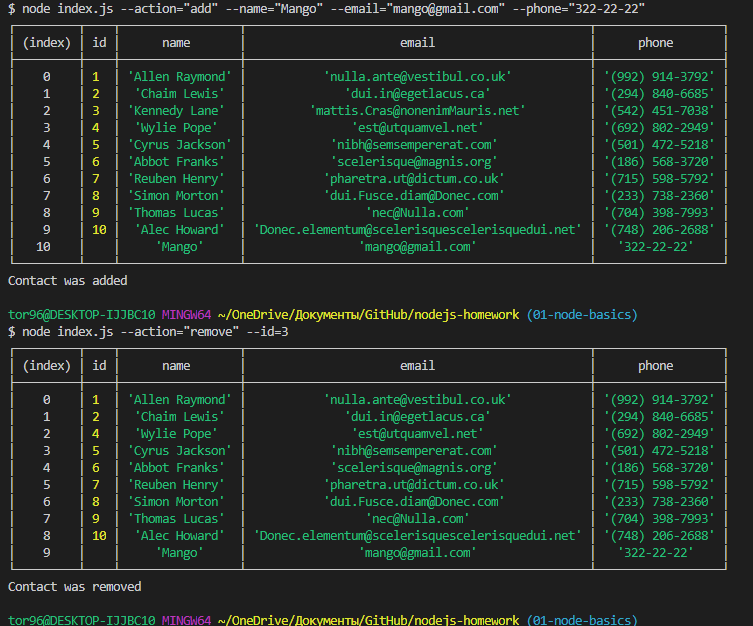 $ node index.js --action="add" --name="Mango" --email="mango@gmail.com" --phone="322-22-22"
(index) id name email phone
0 1 'Allen Raymond' 'nulla.ante@vestibul.co.uk' '(992) 914-3792'
1 2 'Chaim Lewis' 'dui.in@egetlacus.ca' '(294) 840-6685'
2 3 'Kennedy Lane' 'mattis.Cras@nonenimMauris.net' '(542) 451-7038'
3 4 'Wylie Pope' 'est@utquamvel.net' '(692) 802-2949'
4 5 'Cyrus Jackson' 'nibh@semsempererat.com' '(501) 472-5218'
5 6 'Abbot Franks' 'scelerisque@magnis.org' '(186) 568-3720'
6 7 'Reuben Henry' 'pharetra.ut@dictum.co.uk' '(715) 598-5792'
7 8 'Simon Morton' 'dui.Fusce.diam@Donec.com' '(233) 738-2360'
8 9 'Thomas Lucas' 'nec@Nulla.com' '(704) 398-7993'
9 10 'Alec Howard' 'Donec.elementum@scelerisquescelerisquedui.net' '(748) 206-2688'
10 'Mango' 'mango@gmail.com' '322-22-22'
Contact was added
tor96@DESKTOP-IJJBC10 MINGW64 ~/OneDrive/Документы/GitHub/nodejs-homework (01-node-basics)
$ node index.js --action="remove" --id=3
(index) id name email phone
0 1 'Allen Raymond' 'nulla.ante@vestibul.co.uk' '(992) 914-3792'
1 2 'Chaim Lewis' 'dui.in@egetlacus.ca' '(294) 840-6685'
2 4 'Wylie Pope' 'est@utquamvel.net' '(692) 802-2949'
3 5 'Cyrus Jackson' 'nibh@semsempererat.com' '(501) 472-5218'
4 6 'Abbot Franks' 'scelerisque@magnis.org' '(186) 568-3720'
5 7 'Reuben Henry' 'pharetra.ut@dictum.co.uk' '(715) 598-5792'
6 8 'Simon Morton' 'dui.Fusce.diam@Donec.com' '(233) 738-2360'
7 9 'Thomas Lucas' 'nec@Nulla.com' '(704) 398-7993'
8 10 'Alec Howard' 'Donec.elementum@scelerisquescelerisquedui.net' '(748) 206-2688'
9 'Mango' 'mango@gmail.com' '322-22-22'
Contact was removed
tor96@DESKTOP-IJJBC10 MINGW64 ~/OneDrive/Документы/GitHub/nodejs-homework (01-node-basics)